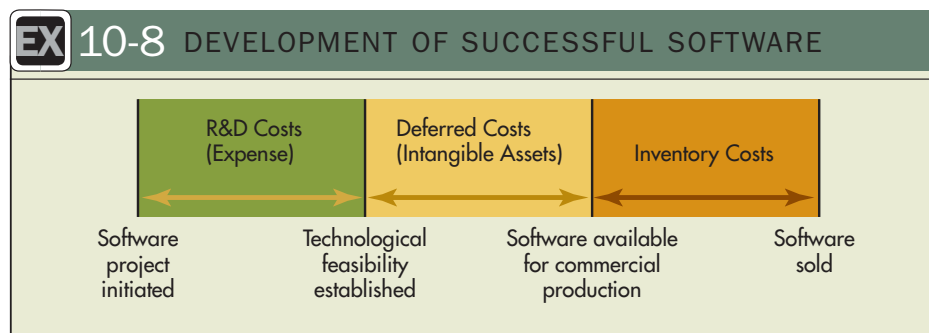 EX 10-8 DEVELOPMENT OF SUCCESSFUL SOFTWARE
R&D Costs
(Expense)
Deferred Costs
(Intangible Assets)
Inventory Costs
Software
project
initiated
Technological
feasibility
established
Software available
for commercial
production
Software
sold